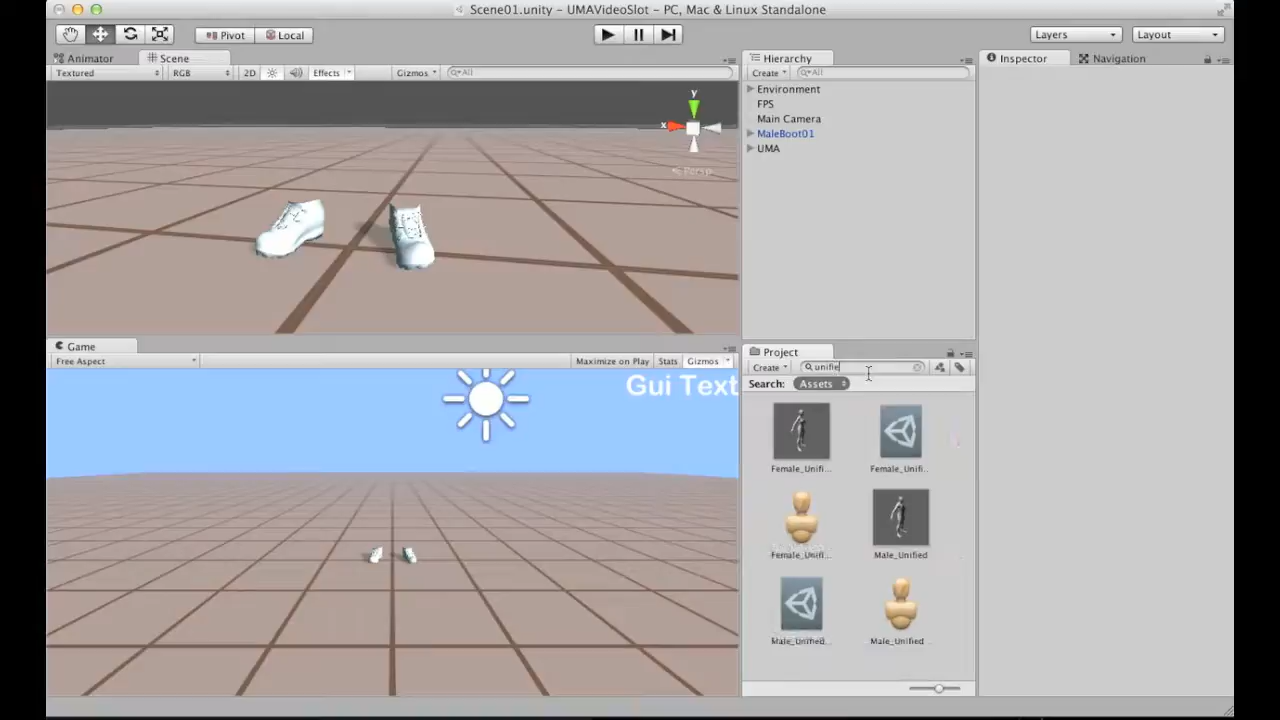 Scene01.unity - UMAVideoSlot - PC, Mac & Linux Standalone
Pivot Local Layers Layout
Animator Scene Hierarchy Inspector Navigation
Textured RGB 2D Effects Gizmos All Create All
Environment
FPS
Main Camera
MaleBoot01
UMA
y
x
Persp
Game Project
Free Aspect Maximize on Play Stats Gizmos Create unifie
Search: Assets
Gui Text
Female_Unifi... Female_Unifi...
Female_Unifi... Male_Unified
Male_Unified... Male_Unified...